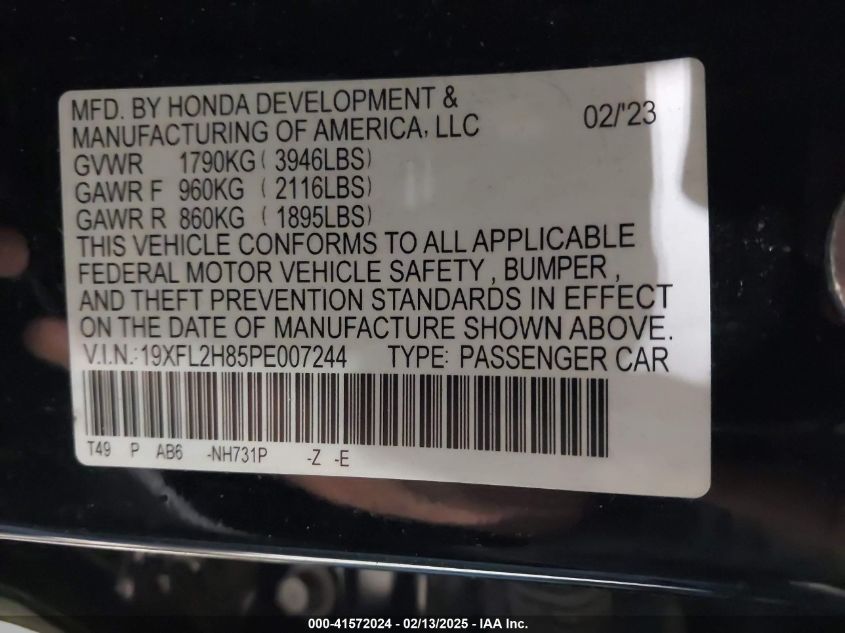 MFD. BY HONDA DEVELOPMENT &
MANUFACTURING OF AMERICA, LLC 02/'23
GVWR 1790KG ( 3946LBS)
GAWR F 960KG ( 2116LBS)
GAWR R 860KG ( 1895LBS)
THIS VEHICLE CONFORMS TO ALL APPLICABLE
FEDERAL MOTOR VEHICLE SAFETY , BUMPER ,
AND THEFT PREVENTION STANDARDS IN EFFECT
ON THE DATE OF MANUFACTURE SHOWN ABOVE.
V.I.N.:19XFL2H85PE007244 TYPE: PASSENGER CAR
T49 P AB6 -NH731P -Z -E
000-41572024 - 02/13/2025 - IAA Inc.